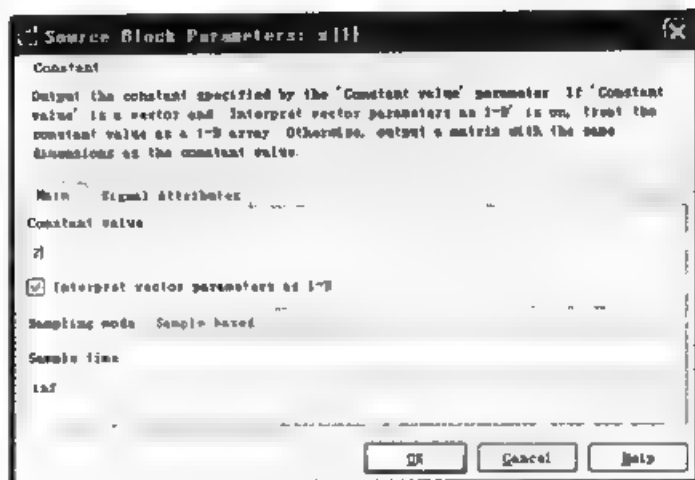 Source Block Parameters: x[1]
Constant
Output the constant specified by the 'Constant value' parameter. If 'Constant
value' is a vector and 'Interpret vector parameters as 1-D' is on, treat the
constant value as a 1-D array. Otherwise, output a matrix with the same
dimensions as the constant value.
Main Signal Attributes
Constant value
2
Interpret vector parameters as 1-D
Sampling mode Sample based
Sample time
inf
OK Cancel Help